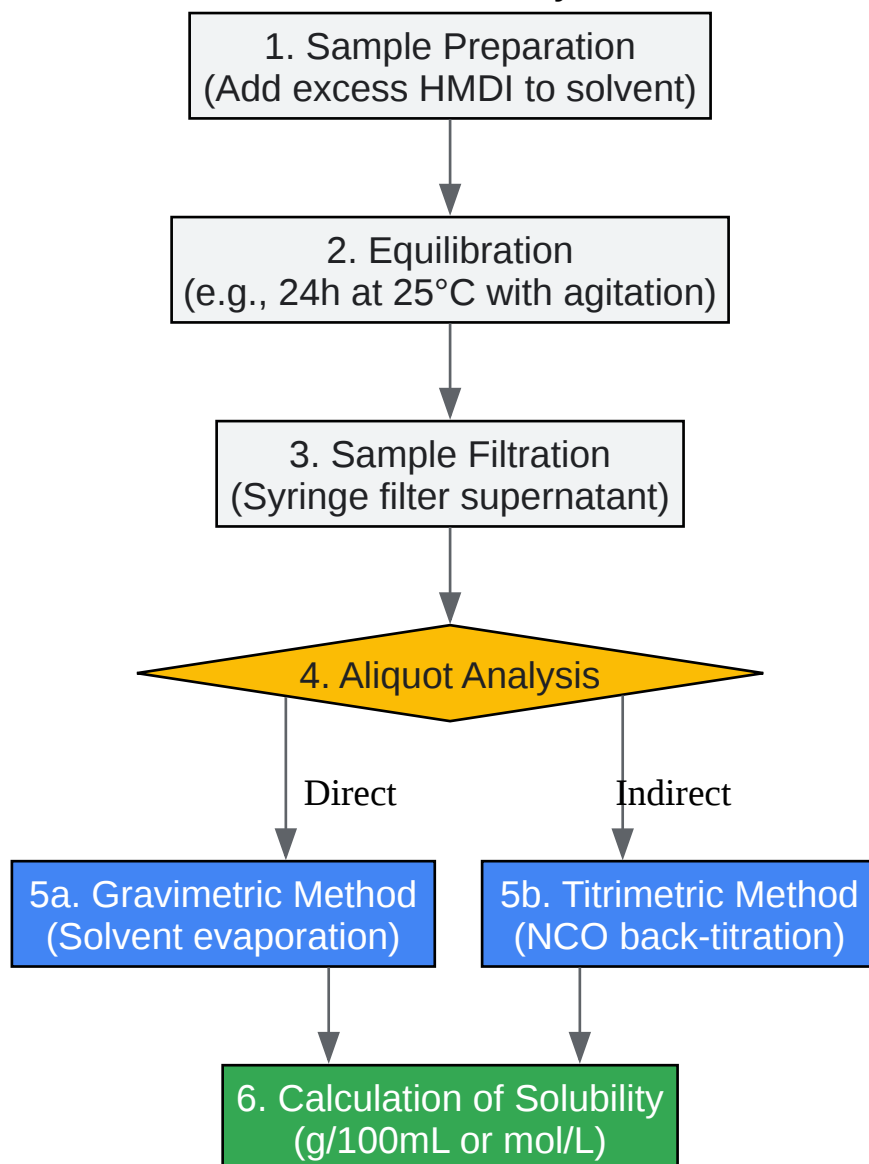 1. Sample Preparation
(Add excess HMDI to solvent)
2. Equilibration
(e.g., 24h at 25°C with agitation)
3. Sample Filtration
(Syringe filter supernatant)
4. Aliquot Analysis
Direct
Indirect
5a. Gravimetric Method
(Solvent evaporation)
5b. Titrimetric Method
(NCO back-titration)
6. Calculation of Solubility
(g/100mL or mol/L)